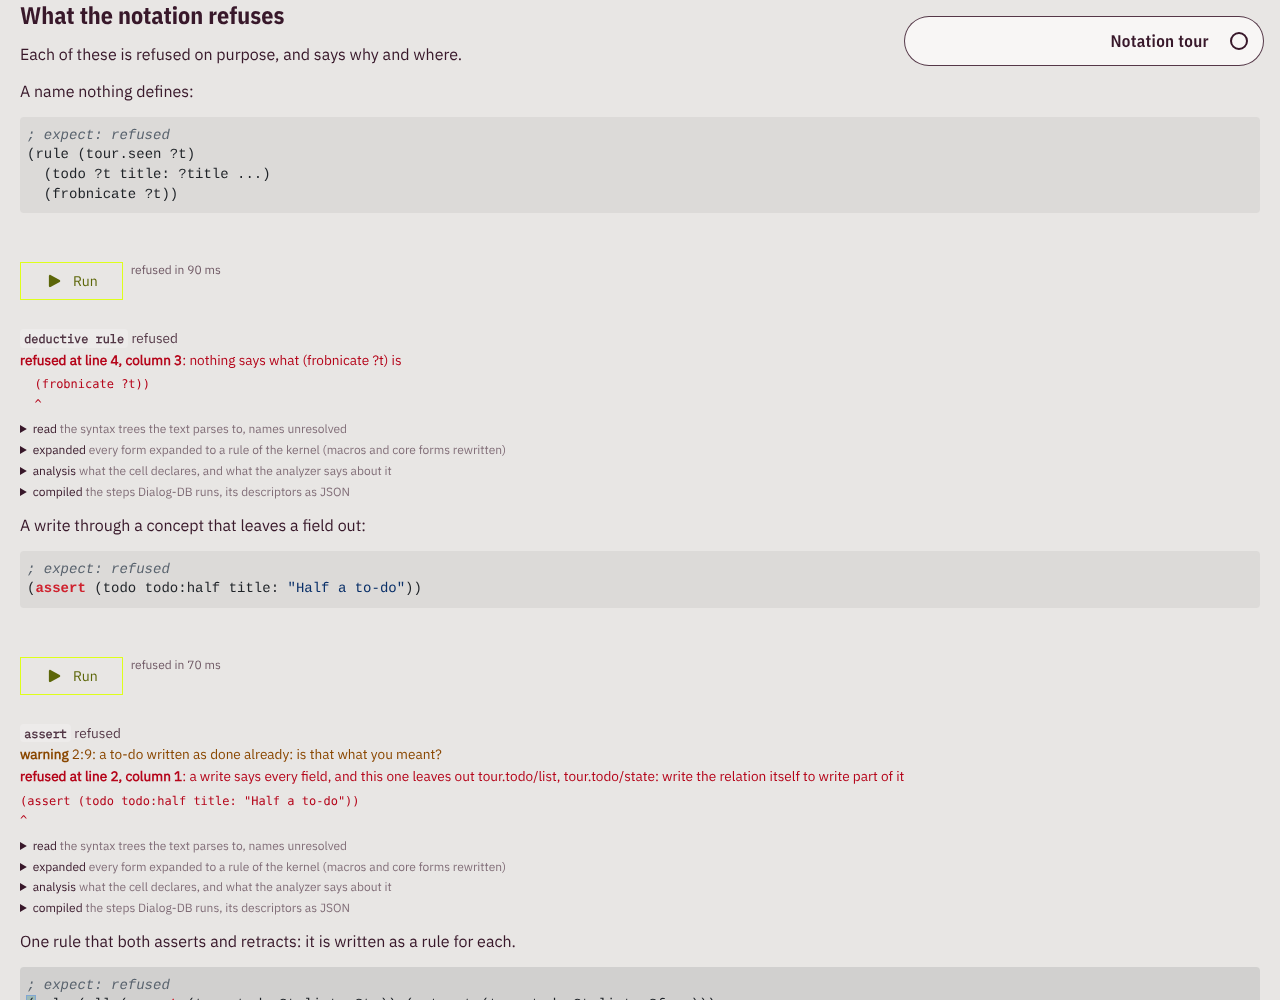 What the notation refuses
Notation tour
Each of these is refused on purpose, and says why and where.
A name nothing defines:
; expect: refused
(rule (tour.seen ?t)
(todo ?t title: ?title ...)
(frobnicate ?t))
Run
refused in 90 ms
deductive rule refused
refused at line 4, column 3: nothing says what (frobnicate ?t) is
(frobnicate ?t))
^
read the syntax trees the text parses to, names unresolved
expanded every form expanded to a rule of the kernel (macros and core forms rewritten)
analysis what the cell declares, and what the analyzer says about it
compiled the steps Dialog-DB runs, its descriptors as JSON
A write through a concept that leaves a field out:
; expect: refused
(assert (todo todo:half title: "Half a to-do"))
Run
refused in 70 ms
assert refused
warning 2:9: a to-do written as done already: is that what you meant?
refused at line 2, column 1: a write says every field, and this one leaves out tour.todo/list, tour.todo/state: write the relation itself to write part of it
(assert (todo todo:half title: "Half a to-do"))
^
read the syntax trees the text parses to, names unresolved
expanded every form expanded to a rule of the kernel (macros and core forms rewritten)
analysis what the cell declares, and what the analyzer says about it
compiled the steps Dialog-DB runs, its descriptors as JSON
One rule that both asserts and retracts: it is written as a rule for each.
; expect: refused